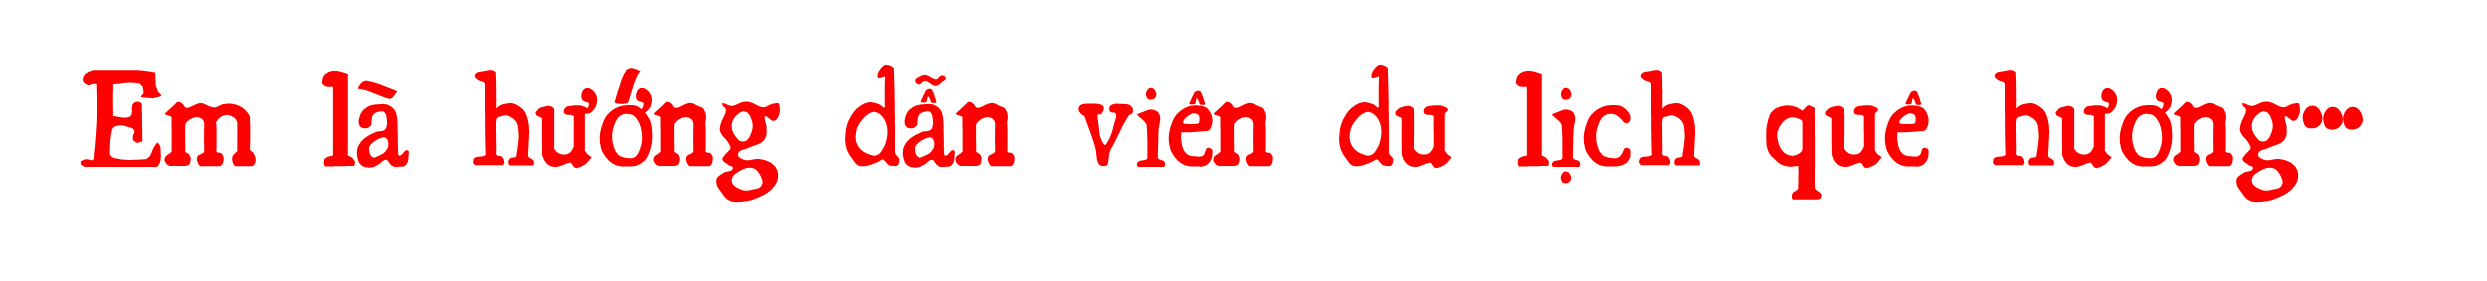 Em là hướng dẫn viên du lịch quê hương...